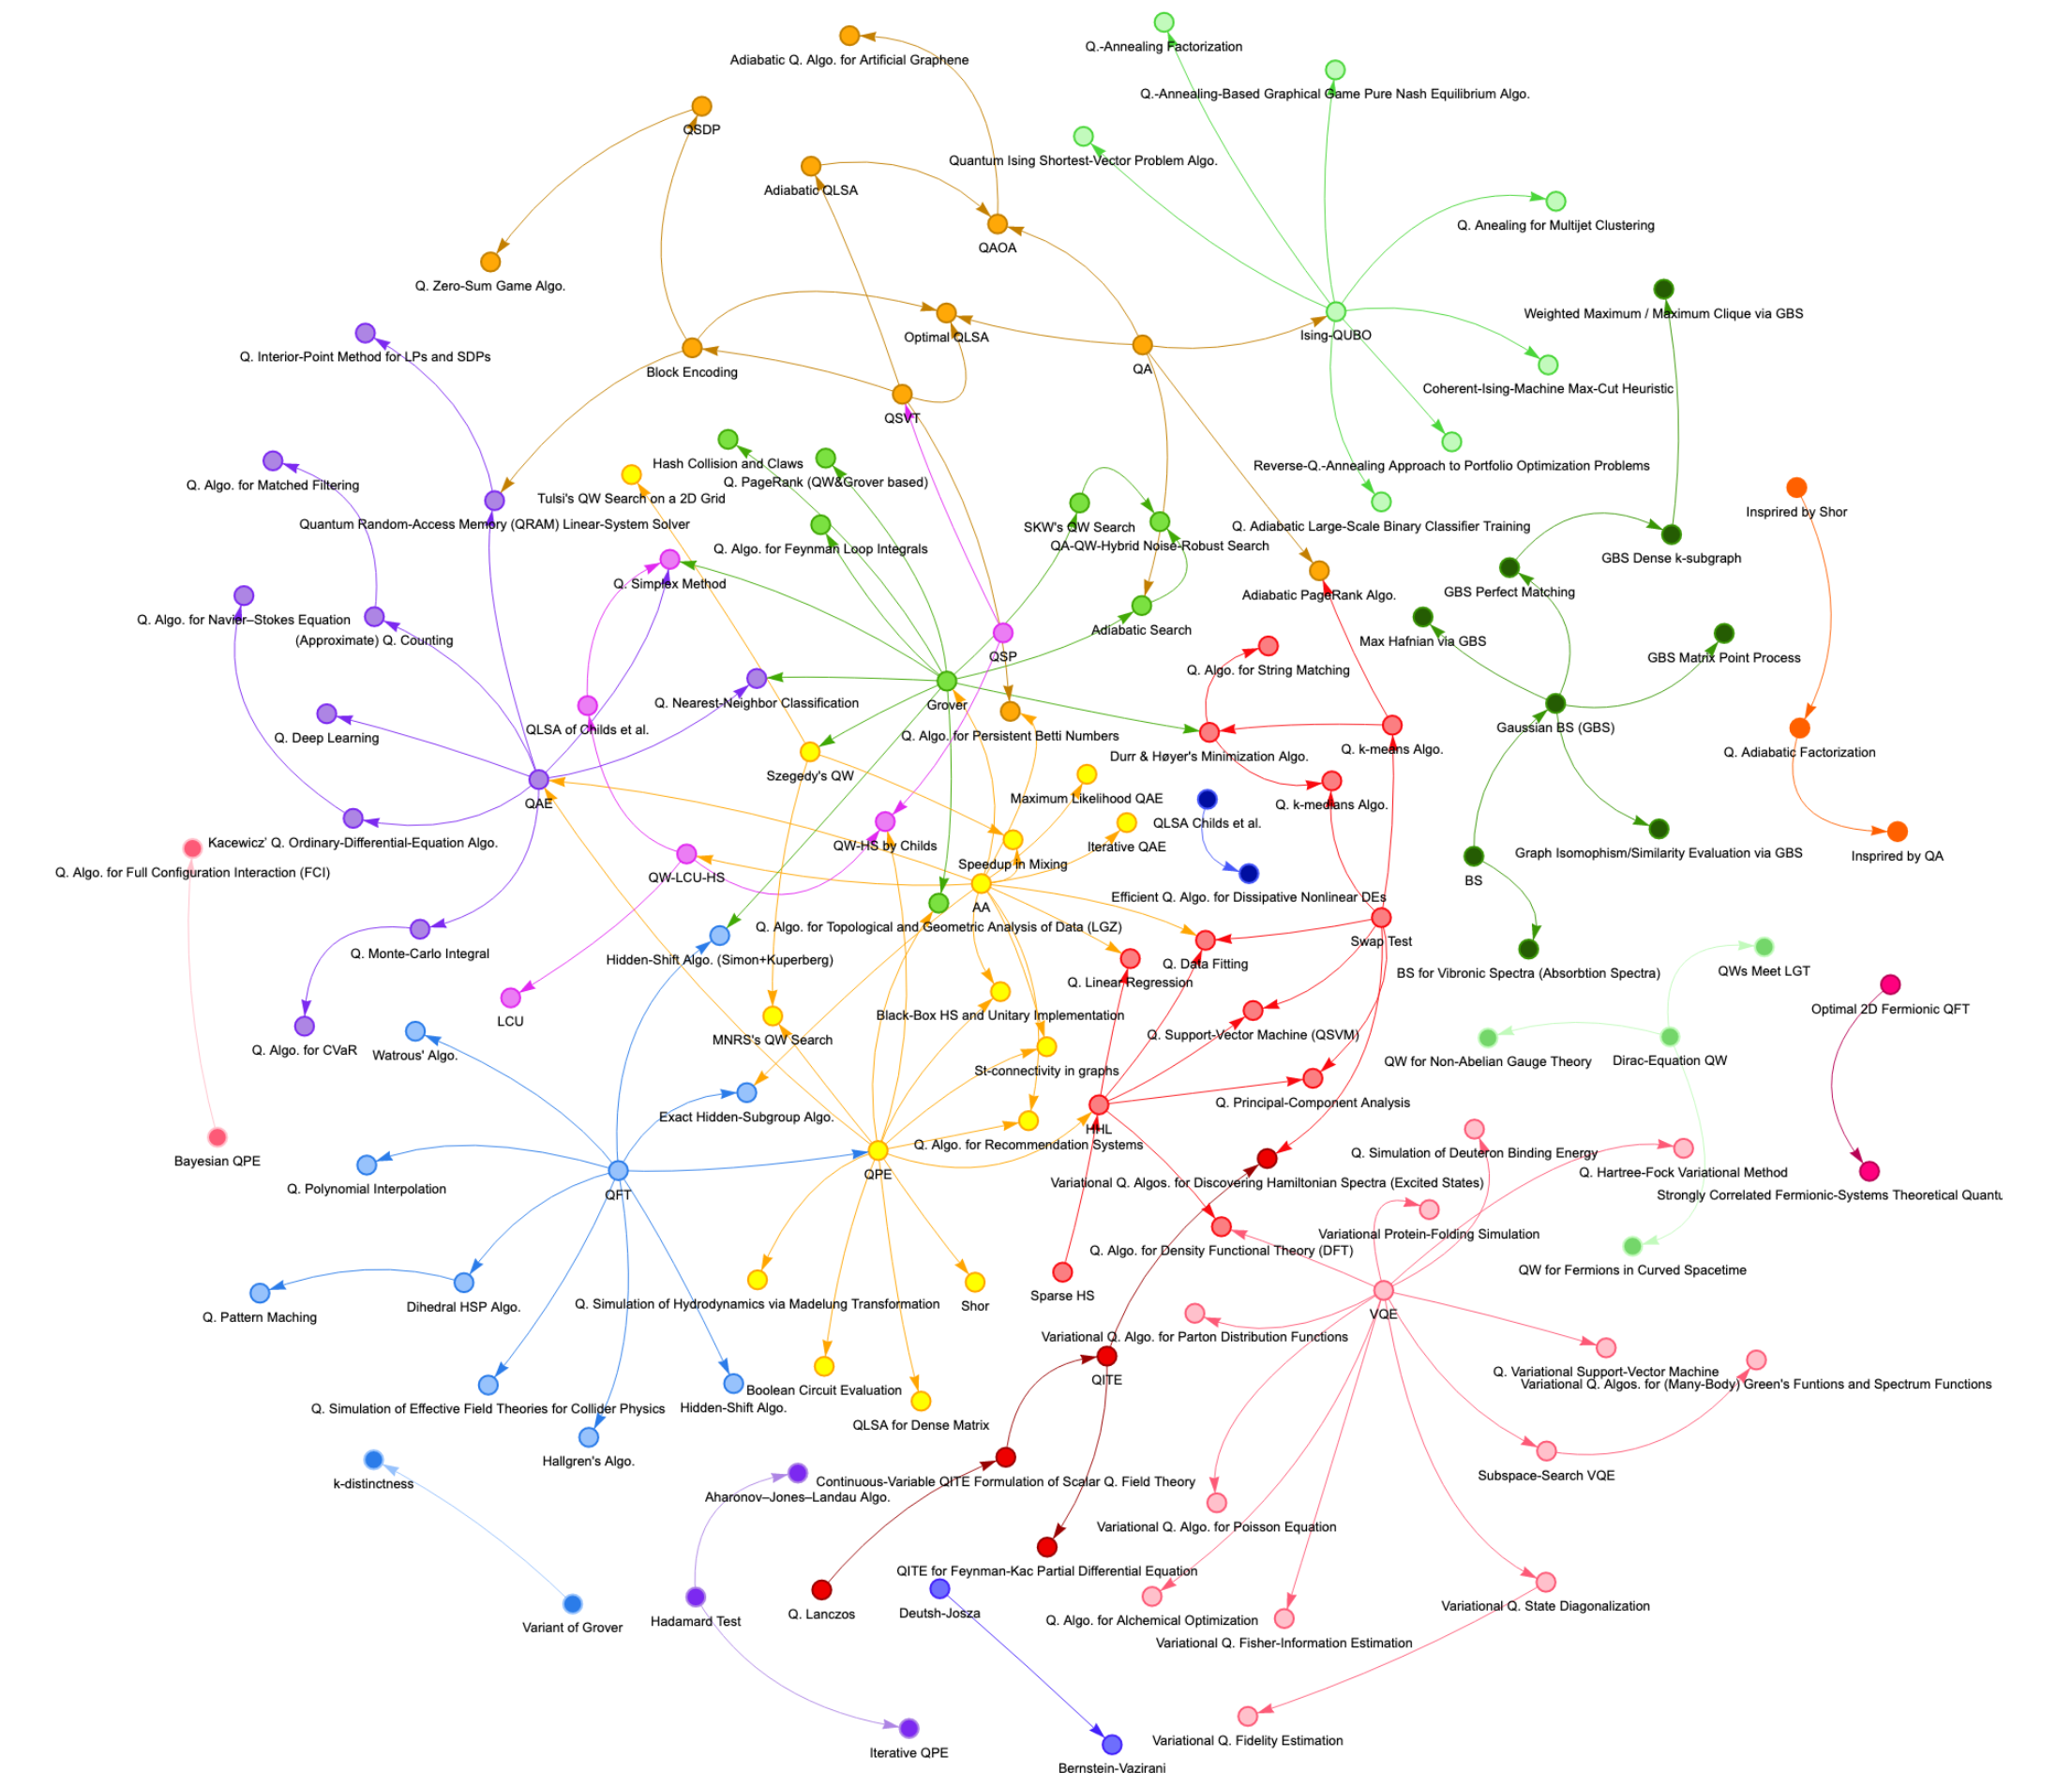 Q.-Annealing Factorization
Adiabatic Q. Algo. for Artificial Graphene
Q.-Annealing-Based Graphical Game Pure Nash Equilibrium Algo.
QSDP
Quantum Ising Shortest-Vector Problem Algo.
Adiabatic QLSA
Q. Anealing for Multijet Clustering
QAOA
Q. Zero-Sum Game Algo.
Weighted Maximum / Maximum Clique via GBS
Optimal QLSA
Ising-QUBO
Q. Interior-Point Method for LPs and SDPs
Block Encoding
QA
Coherent-Ising-Machine Max-Cut Heuristic
QSVT
Hash Collision and Claws
Reverse-Q.-Annealing Approach to Portfolio Optimization Problems
Q. PageRank (QW&Grover based)
Q. Algo. for Matched Filtering
Tulsi's QW Search on a 2D Grid
Insprired by Shor
Quantum Random-Access Memory (QRAM) Linear-System Solver
SKW's QW Search
Q. Adiabatic Large-Scale Binary Classifier Training
QA-QW-Hybrid Noise-Robust Search
Q. Algo. for Feynman Loop Integrals
GBS Dense k-subgraph
Q. Simplex Method
GBS Perfect Matching
Adiabatic PageRank Algo.
Q. Algo. for Navier–Stokes Equation
(Approximate) Q. Counting
Adiabatic Search
Max Hafnian via GBS
QSP
GBS Matrix Point Process
Q. Algo. for String Matching
Q. Nearest-Neighbor Classification
Grover
QLSA of Childs et al.
Gaussian BS (GBS)
Q. Deep Learning
Q. Algo. for Persistent Betti Numbers
Q. k-means Algo.
Q. Adiabatic Factorization
Durr & Høyer's Minimization Algo.
Szegedy's QW
QAE
Maximum Likelihood QAE
Q. k-medians Algo.
QLSA Childs et al.
Kacewicz' Q. Ordinary-Differential-Equation Algo.
QW-HS by Childs
Iterative QAE
Graph Isomophism/Similarity Evaluation via GBS
Insprired by QA
Speedup in Mixing
Q. Algo. for Full Configuration Interaction (FCI)
QW-LCU-HS
BS
Efficient Q. Algo. for Dissipative Nonlinear DEs
AA
Q. Algo. for Topological and Geometric Analysis of Data (LGZ)
Swap Test
Q. Monte-Carlo Integral
Hidden-Shift Algo. (Simon+Kuperberg)
Q. Data Fitting
BS for Vibronic Spectra (Absorbtion Spectra)
QWs Meet LGT
Q. Linear Regression
Optimal 2D Fermionic QFT
LCU
Black-Box HS and Unitary Implementation
Q. Support-Vector Machine (QSVM)
MNRS's QW Search
Q. Algo. for CVaR
Watrous' Algo.
QW for Non-Abelian Gauge Theory
Dirac-Equation QW
St-connectivity in graphs
Q. Principal-Component Analysis
Exact Hidden-Subgroup Algo.
HHL
Q. Algo. for Recommendation Systems
Q. Simulation of Deuteron Binding Energy
Bayesian QPE
QPE
Q. Hartree-Fock Variational Method
Variational Q. Algos. for Discovering Hamiltonian Spectra (Excited States)
Q. Polynomial Interpolation
QFT
Strongly Correlated Fermionic-Systems Theoretical Quantu
Variational Protein-Folding Simulation
Q. Algo. for Density Functional Theory (DFT)
QW for Fermions in Curved Spacetime
Sparse HS
Q. Simulation of Hydrodynamics via Madelung Transformation
Shor
Dihedral HSP Algo.
Q. Pattern Maching
VQE
Variational Q. Algo. for Parton Distribution Functions
Q. Variational Support-Vector Machine
QITE
Variational Q. Algos. for (Many-Body) Green's Funtions and Spectrum Functions
Boolean Circuit Evaluation
Q. Simulation of Effective Field Theories for Collider Physics
Hidden-Shift Algo.
QLSA for Dense Matrix
Hallgren's Algo.
Subspace-Search VQE
k-distinctness
Continuous-Variable QITE Formulation of Scalar Q. Field Theory
Aharonov–Jones–Landau Algo.
Variational Q. Algo. for Poisson Equation
QITE for Feynman-Kac Partial Differential Equation
Variational Q. State Diagonalization
Deutsh-Josza
Q. Lanczos
Hadamard Test
Q. Algo. for Alchemical Optimization
Variant of Grover
Variational Q. Fisher-Information Estimation
Variational Q. Fidelity Estimation
Iterative QPE
Bernstein-Vazirani